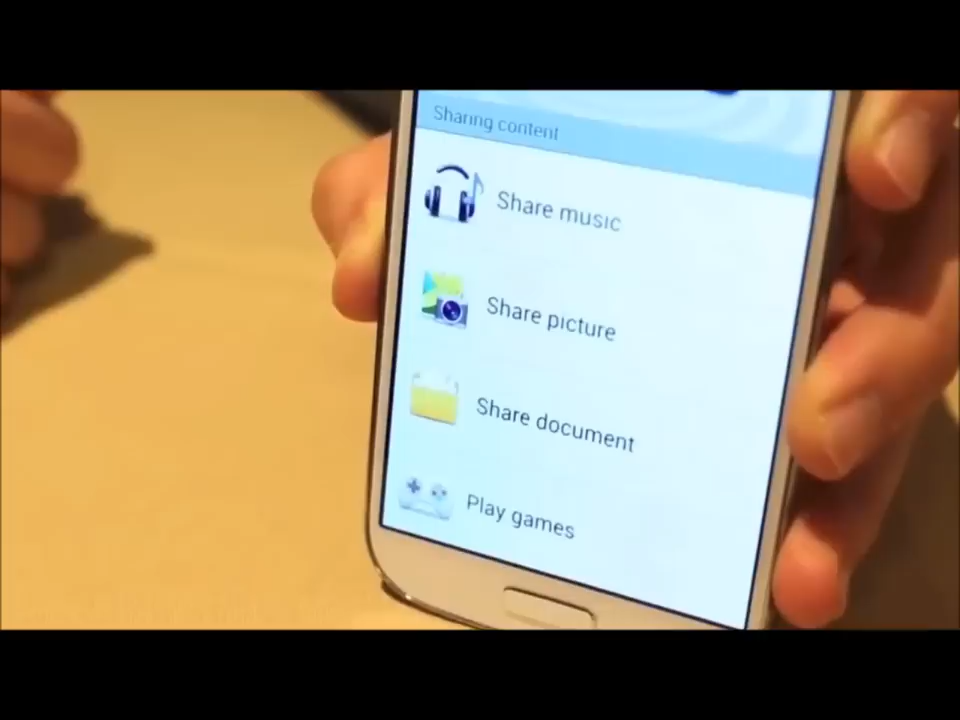 Sharing content
Share music
Share picture
Share document
Play games